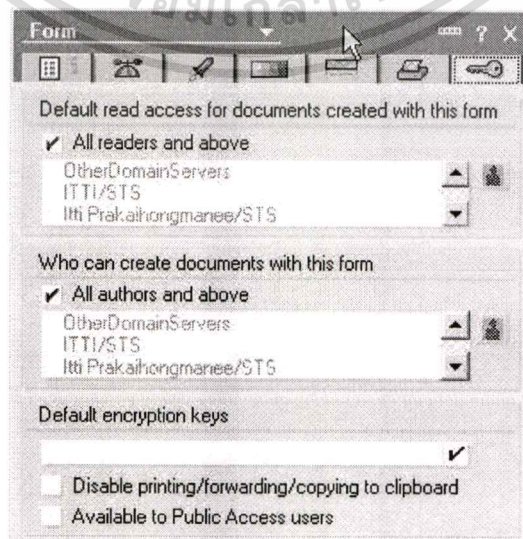 Form
Default read access for documents created with this form
All readers and above
OtherDomainServers
ITTI/STS
Itti Prakaihongmanee/STS
Who can create documents with this form
All authors and above
OtherDomainServers
ITTI/STS
Itti Prakaihongmanee/STS
Default encryption keys
Disable printing/forwarding/copying to clipboard
Available to Public Access users